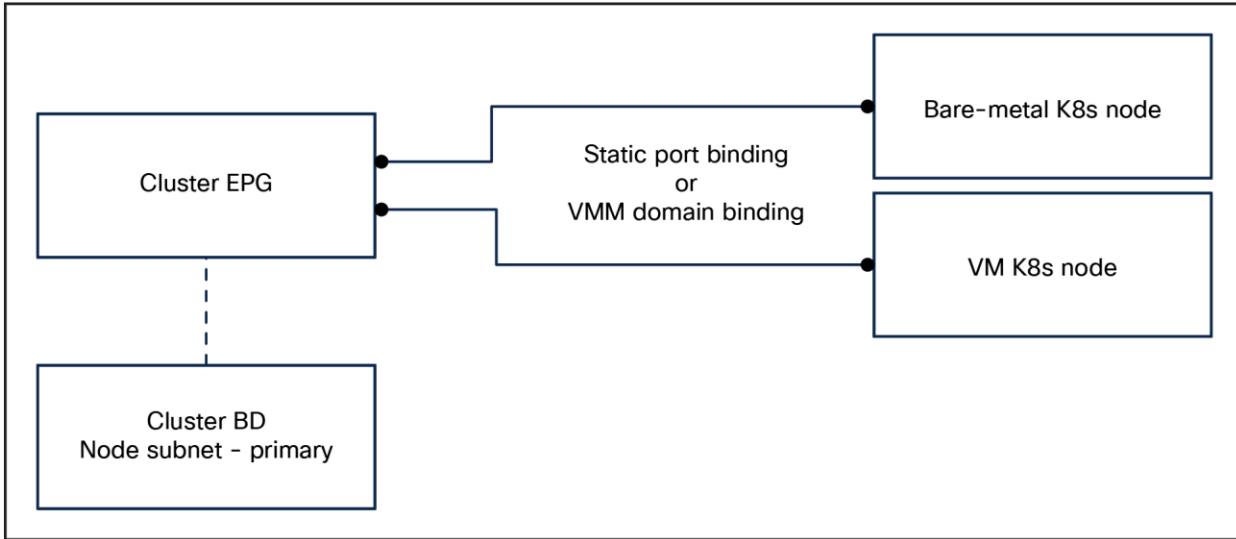 Cluster EPG
Static port binding
or
VMM domain binding
Bare-metal K8s node
VM K8s node
Cluster BD
Node subnet - primary